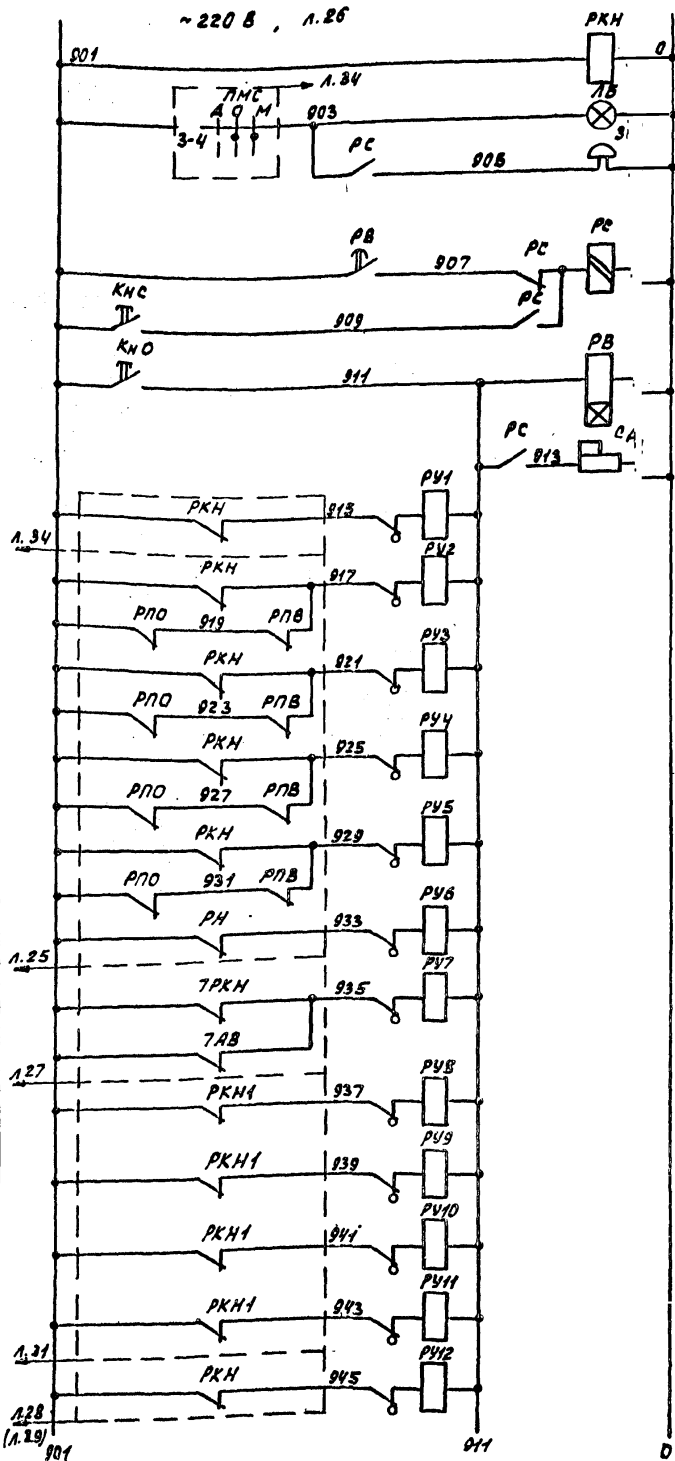 ~220 В, Л.26
901
РКН
0
Л.34
ПМС
ЛВ
А О М
903
3-4
РС
905
РВ
907
РС
РС
КНС
909
РС
КНО
911
РВ
РС
913
СА
РКН
913
РУ1
Л.34
РКН
917
РУ2
РПО
919
РПВ
РКН
921
РУ3
РПО
923
РПВ
РКН
925
РУ4
РПО
927
РПВ
РКН
929
РУ5
РПО
931
РПВ
РН
933
РУ6
Л.25
7РКН
935
РУ7
7АВ
Л.27
РКН1
937
РУ8
РКН1
939
РУ9
РКН1
941
РУ10
РКН1
943
РУ11
Л.31
РКН
945
РУ12
Л.28
(Л.29)
901
911
0